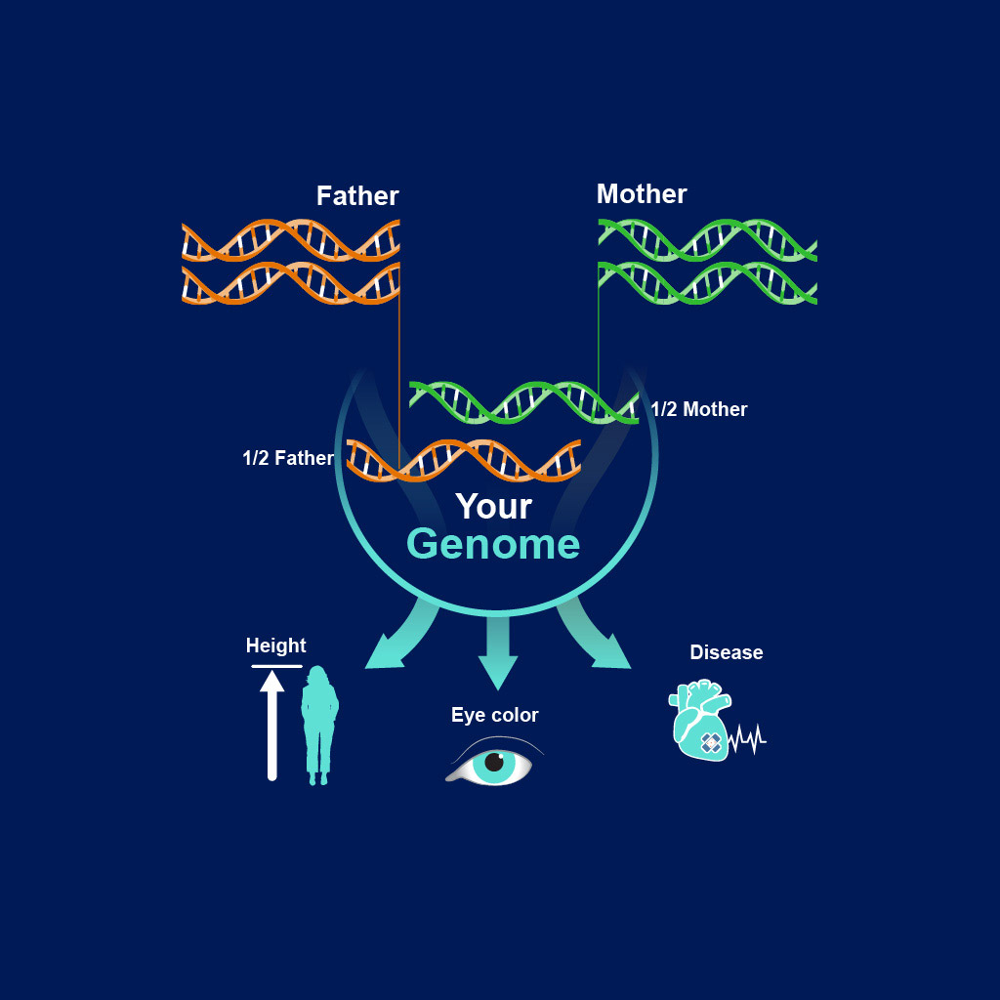 Father
Mother
1/2 Mother
1/2 Father
Your
Genome
Height
Disease
Eye color